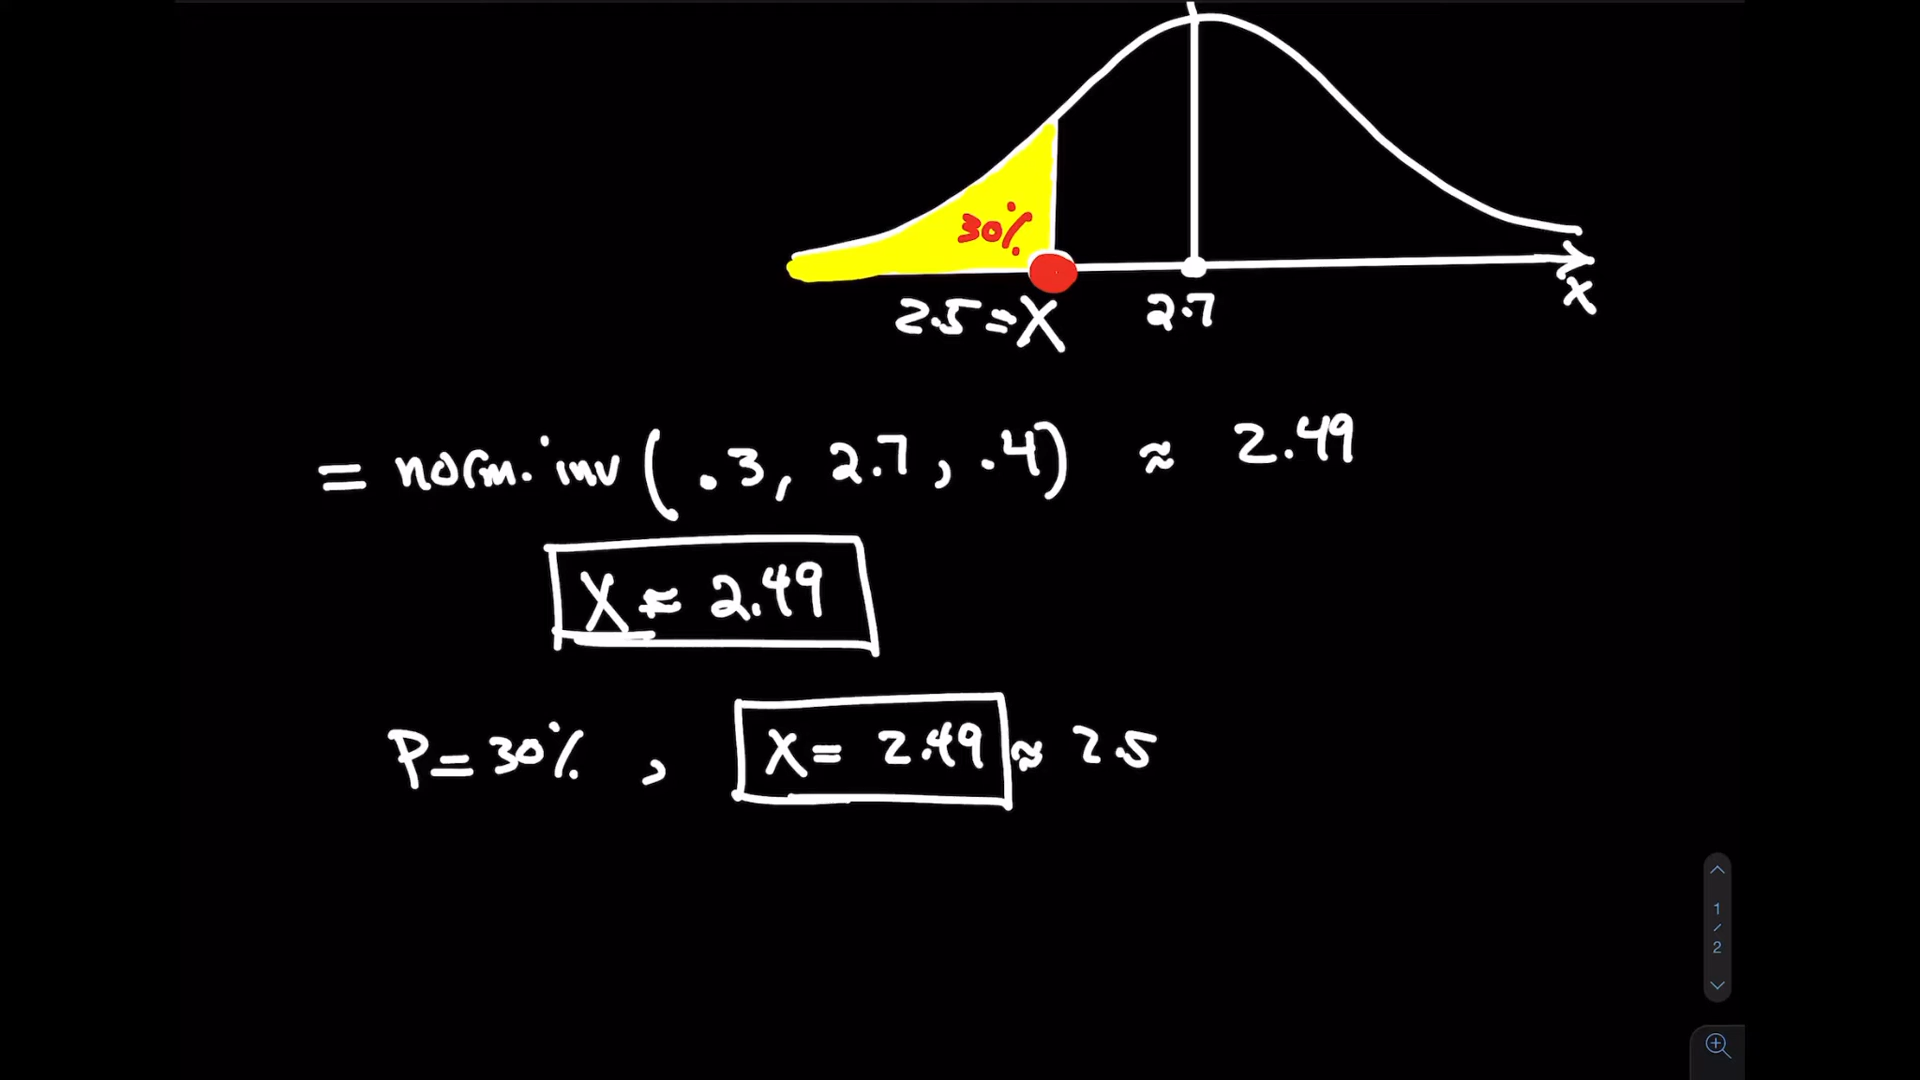 30%
2.5 = X 2.7 x
= norm.inv ( .3, 2.7, .4) ≈ 2.49
X ≈ 2.49
P = 30% , X = 2.49 ≈ 2.5
1
/
2